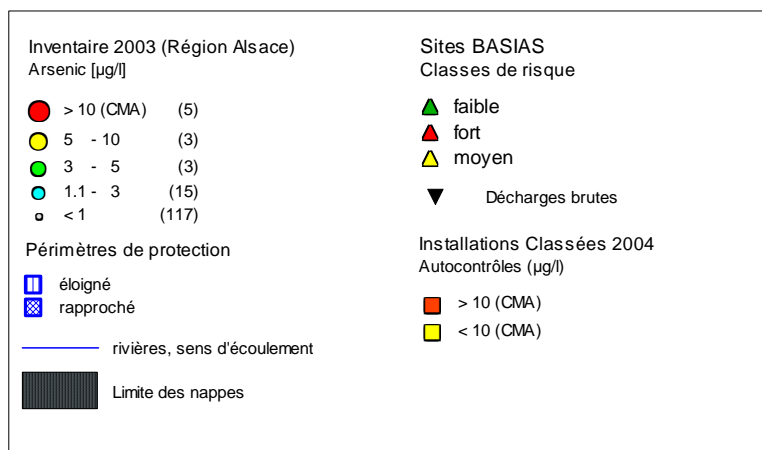 Inventaire 2003 (Région Alsace)
Arsenic [µg/l]
> 10 (CMA) (5)
5 - 10 (3)
3 - 5 (3)
1.1 - 3 (15)
< 1 (117)
Périmètres de protection
éloigné
rapproché
rivières, sens d'écoulement
Limite des nappes
Sites BASIAS
Classes de risque
faible
fort
moyen
Décharges brutes
Installations Classées 2004
Autocontrôles (µg/l)
> 10 (CMA)
< 10 (CMA)